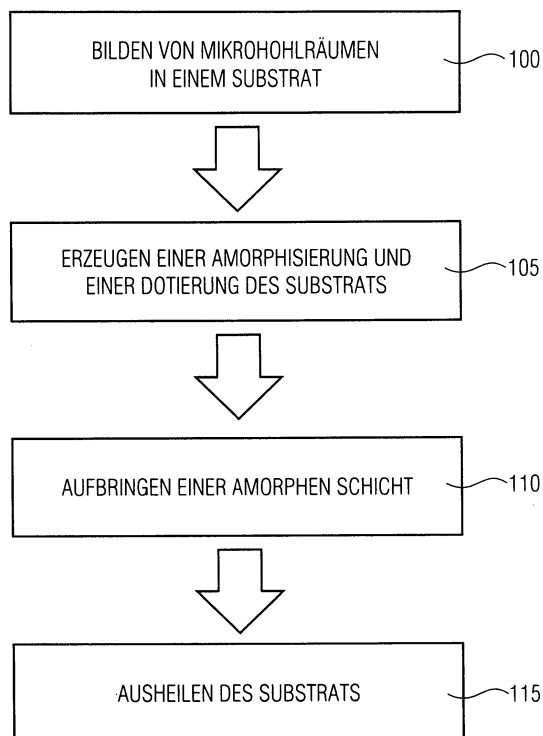 BILDEN VON MIKROHOHLRÄUMEN
IN EINEM SUBSTRAT
100
ERZEUGEN EINER AMORPHISIERUNG UND
EINER DOTIERUNG DES SUBSTRATS
105
AUFBRINGEN EINER AMORPHEN SCHICHT
110
AUSHEILEN DES SUBSTRATS
115